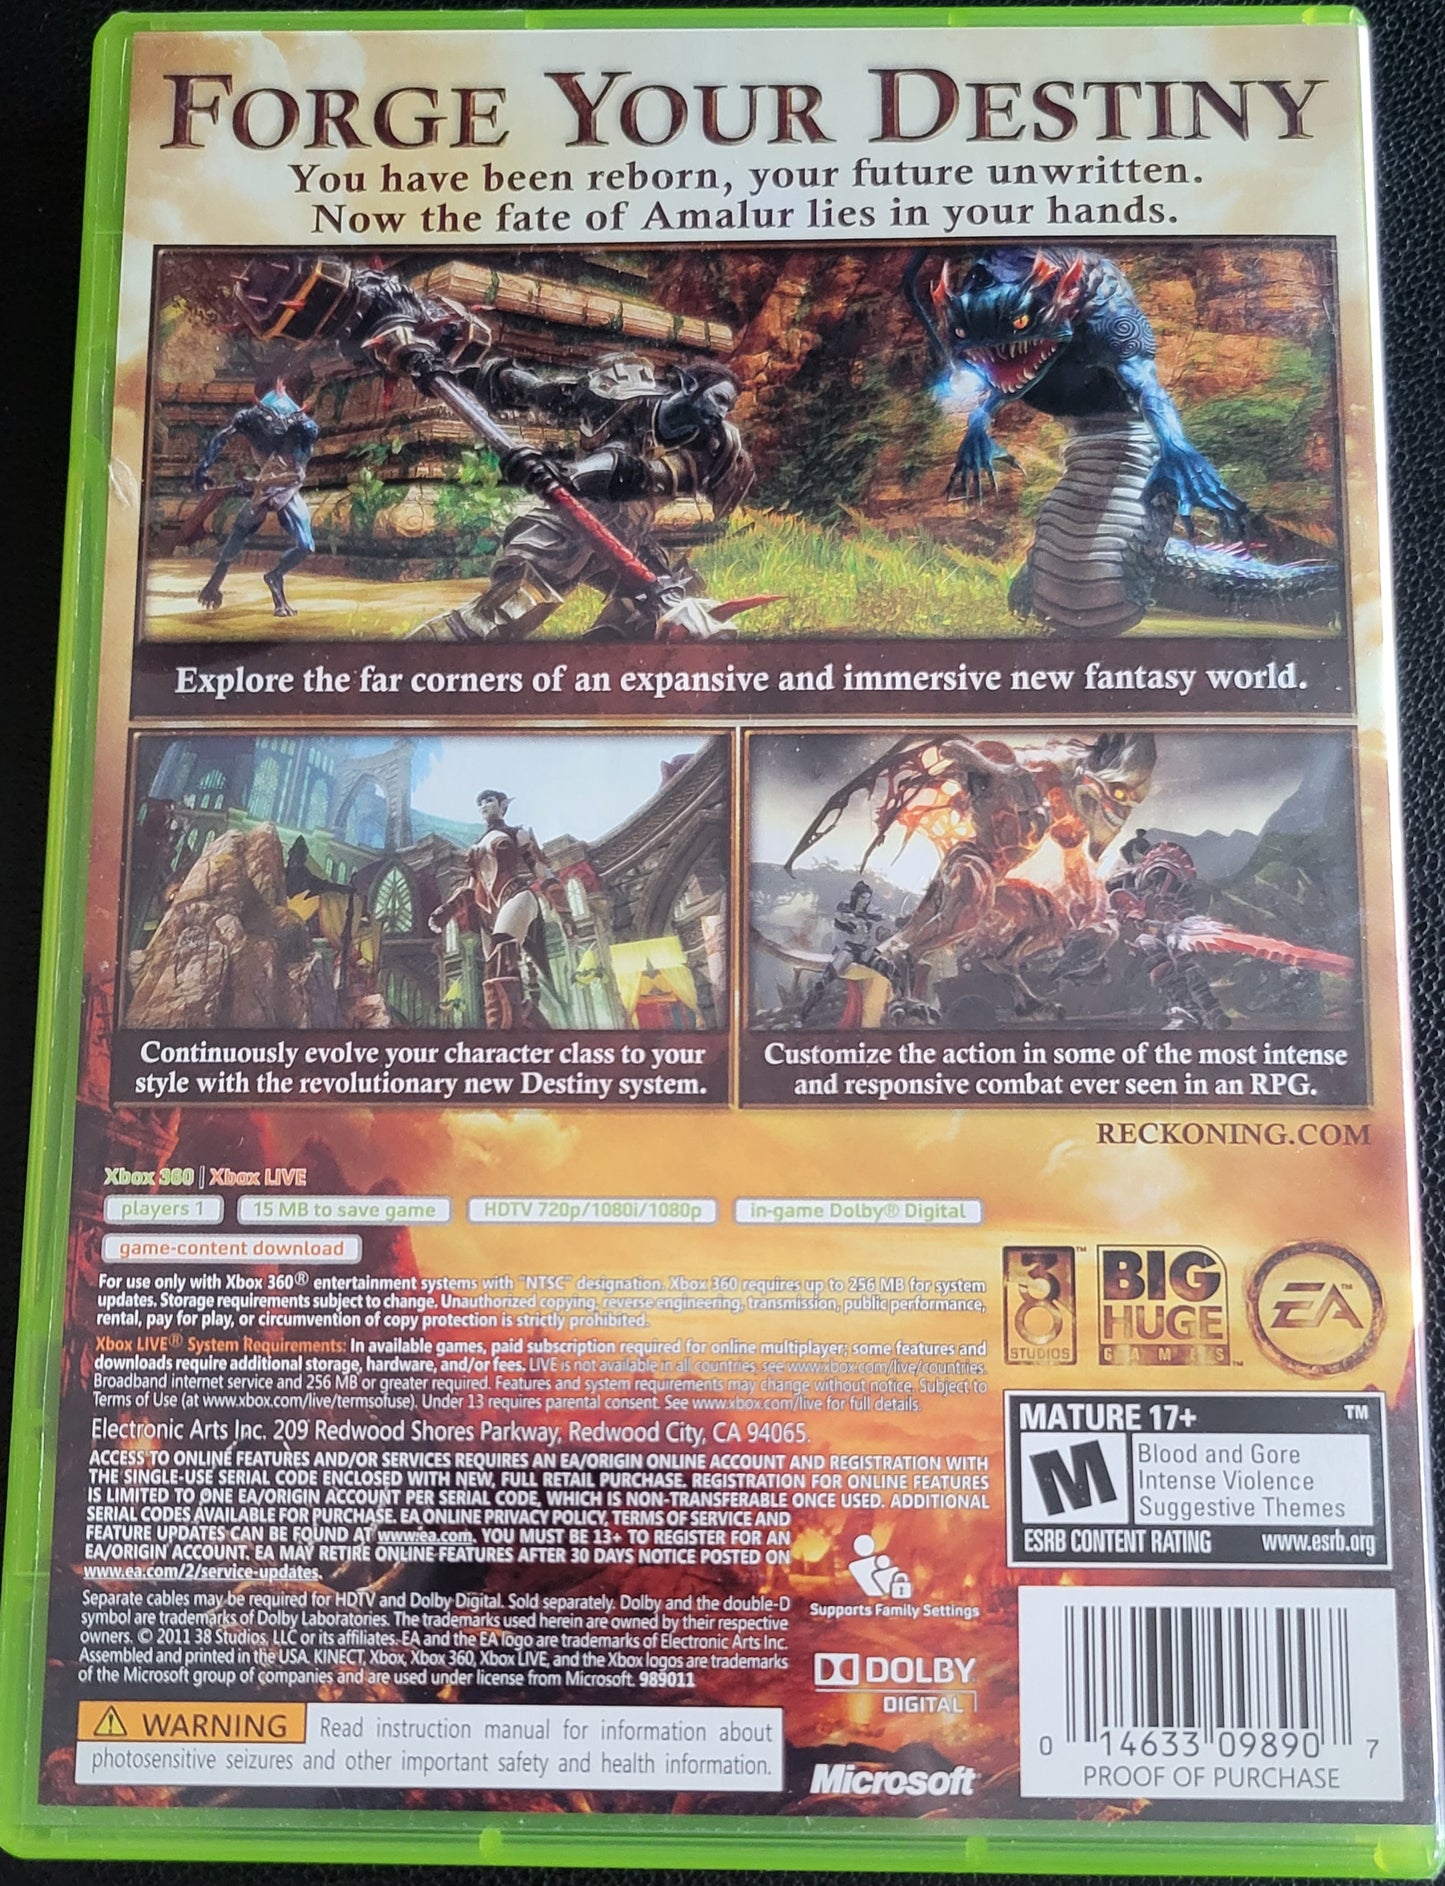 FORGE YOUR DESTINY
You have been reborn, your future unwritten.
Now the fate of Amalur lies in your hands.
Explore the far corners of an expansive and immersive new fantasy world.
Continuously evolve your character class to your
style with the revolutionary new Destiny system.
Customize the action in some of the most intense
and responsive combat ever seen in an RPG.
RECKONING.COM
Xbox 360 | Xbox LIVE
players 1
15 MB to save game
HDTV 720p/1080i/1080p
in-game Dolby® Digital
game-content download
For use only with Xbox 360® entertainment systems with "NTSC" designation. Xbox 360 requires up to 256 MB for system
updates. Storage requirements subject to change. Unauthorized copying, reverse engineering, transmission, public performance,
rental, pay for play, or circumvention of copy protection is strictly prohibited.
Xbox LIVE® System Requirements: In available games, paid subscription required for online multiplayer; some features and
downloads require additional storage, hardware, and/or fees. LIVE is not available in all countries, see www.xbox.com/live/countries.
Broadband internet service and 256 MB or greater required. Features and system requirements may change without notice. Subject to
Terms of Use (at www.xbox.com/live/termsofuse). Under 13 requires parental consent. See www.xbox.com/live for full details.
Electronic Arts Inc. 209 Redwood Shores Parkway, Redwood City, CA 94065.
ACCESS TO ONLINE FEATURES AND/OR SERVICES REQUIRES AN EA/ORIGIN ONLINE ACCOUNT AND REGISTRATION WITH
THE SINGLE-USE SERIAL CODE ENCLOSED WITH NEW, FULL RETAIL PURCHASE. REGISTRATION FOR ONLINE FEATURES
IS LIMITED TO ONE EA/ORIGIN ACCOUNT PER SERIAL CODE, WHICH IS NON-TRANSFERABLE ONCE USED. ADDITIONAL
SERIAL CODES AVAILABLE FOR PURCHASE. EA ONLINE PRIVACY POLICY, TERMS OF SERVICE AND
FEATURE UPDATES CAN BE FOUND AT www.ea.com. YOU MUST BE 13+ TO REGISTER FOR AN
EA/ORIGIN ACCOUNT. EA MAY RETIRE ONLINE FEATURES AFTER 30 DAYS NOTICE POSTED ON
www.ea.com/2/service-updates.
Separate cables may be required for HDTV and Dolby Digital. Sold separately. Dolby and the double-D
symbol are trademarks of Dolby Laboratories. The trademarks used herein are owned by their respective
owners. © 2011 38 Studios, LLC or its affiliates. EA and the EA logo are trademarks of Electronic Arts Inc.
Assembled and printed in the USA. KINECT, Xbox, Xbox 360, Xbox LIVE, and the Xbox logos are trademarks
of the Microsoft group of companies and are used under license from Microsoft. 989011
WARNING Read instruction manual for information about
photosensitive seizures and other important safety and health information.
Supports Family Settings
DOLBY
DIGITAL
Microsoft
38™
STUDIOS
BIG
HUGE
GAMES™
EA™
MATURE 17+ ™
M
Blood and Gore
Intense Violence
Suggestive Themes
ESRB CONTENT RATING www.esrb.org
0 14633 09890 7
PROOF OF PURCHASE